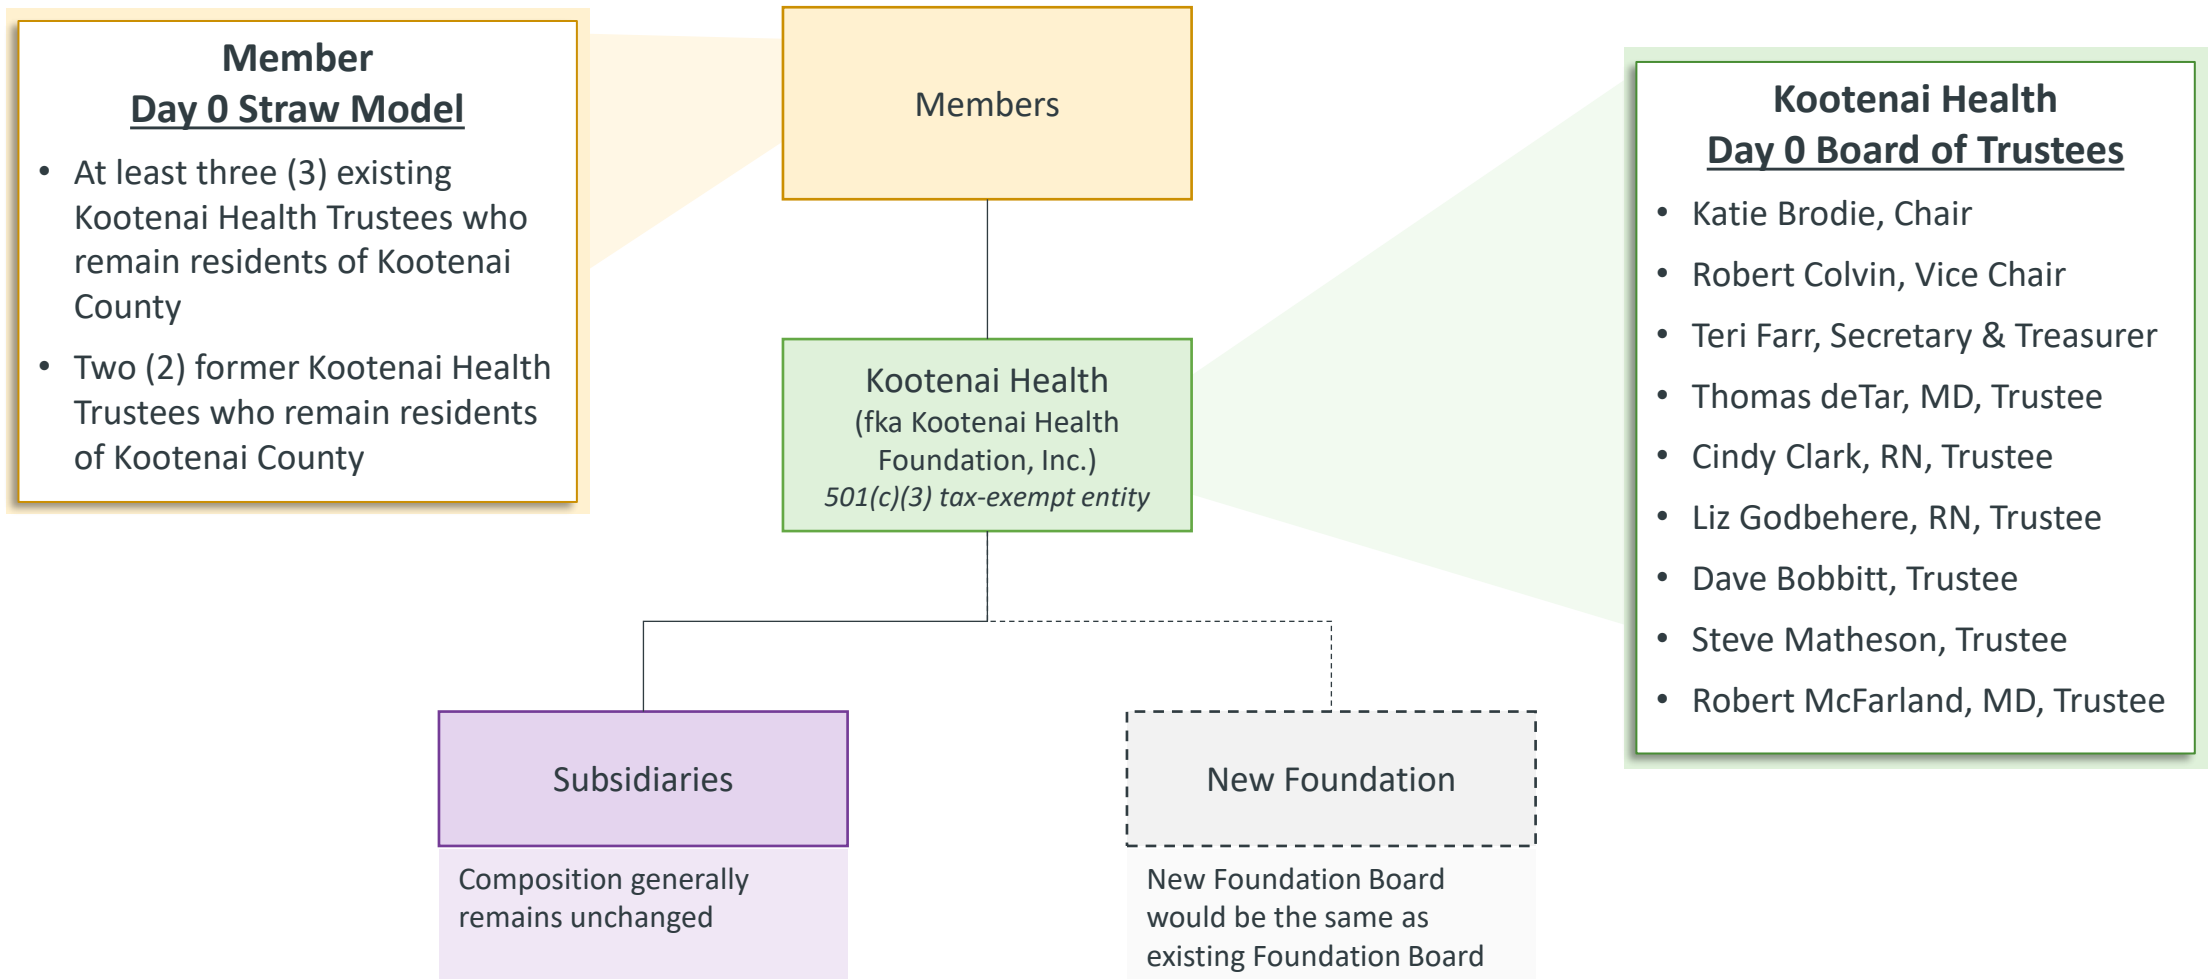 Member
Day 0 Straw Model
• At least three (3) existing
Kootenai Health Trustees who
remain residents of Kootenai
County
• Two (2) former Kootenai Health
Trustees who remain residents
of Kootenai County
Members
Kootenai Health
(fka Kootenai Health
Foundation, Inc.)
501(c)(3) tax-exempt entity
Subsidiaries
Composition generally
remains unchanged
New Foundation
New Foundation Board
would be the same as
existing Foundation Board
Kootenai Health
Day 0 Board of Trustees
• Katie Brodie, Chair
• Robert Colvin, Vice Chair
• Teri Farr, Secretary & Treasurer
• Thomas deTar, MD, Trustee
• Cindy Clark, RN, Trustee
• Liz Godbehere, RN, Trustee
• Dave Bobbitt, Trustee
• Steve Matheson, Trustee
• Robert McFarland, MD, Trustee